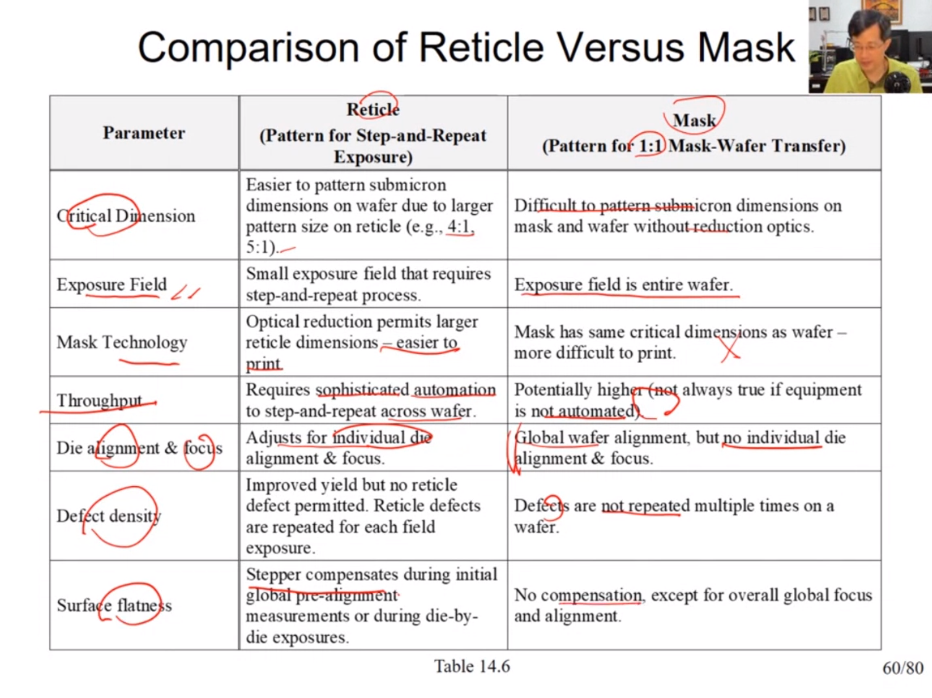 Comparison of Reticle Versus Mask
Parameter
Reticle
(Pattern for Step-and-Repeat
Exposure)
Mask
(Pattern for 1:1 Mask-Wafer Transfer)
Critical Dimension
Easier to pattern submicron
dimensions on wafer due to larger
pattern size on reticle (e.g., 4:1,
5:1).
Difficult to pattern submicron dimensions on
mask and wafer without reduction optics.
Exposure Field
Small exposure field that requires
step-and-repeat process.
Exposure field is entire wafer.
Mask Technology
Optical reduction permits larger
reticle dimensions – easier to
print.
Mask has same critical dimensions as wafer –
more difficult to print.
Throughput
Requires sophisticated automation
to step-and-repeat across wafer.
Potentially higher (not always true if equipment
is not automated).
Die alignment & focus
Adjusts for individual die
alignment & focus.
Global wafer alignment, but no individual die
alignment & focus.
Defect density
Improved yield but no reticle
defect permitted. Reticle defects
are repeated for each field
exposure.
Defects are not repeated multiple times on a
wafer.
Surface flatness
Stepper compensates during initial
global pre-alignment
measurements or during die-by-
die exposures.
No compensation, except for overall global focus
and alignment.
Table 14.6
60/80